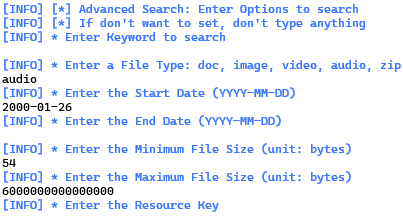 [INFO] [*] Advanced Search: Enter Options to search
[INFO] [*] If don't want to set, don't type anything
[INFO] * Enter Keyword to search
[INFO] * Enter a File Type: doc, image, video, audio, zip
audio
[INFO] * Enter the Start Date (YYYY-MM-DD)
2000-01-26
[INFO] * Enter the End Date (YYYY-MM-DD)
[INFO] * Enter the Minimum File Size (unit: bytes)
54
[INFO] * Enter the Maximum File Size (unit: bytes)
6000000000000000
[INFO] * Enter the Resource Key